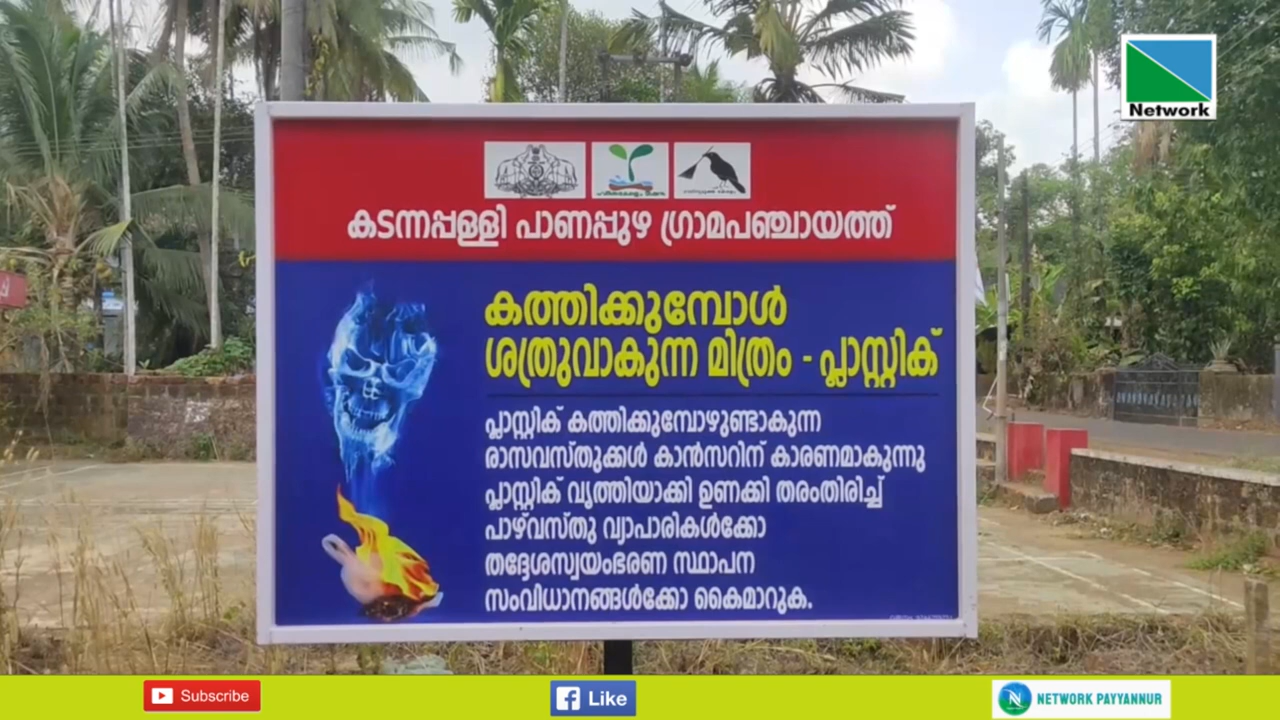 Network
കടന്നപ്പള്ളി പാണപ്പുഴ ഗ്രാമപഞ്ചായത്ത്
കത്തിക്കുമ്പോൾ
ശത്രുവാകുന്ന മിത്രം - പ്ലാസ്റ്റിക്
പ്ലാസ്റ്റിക് കത്തിക്കുമ്പോഴുണ്ടാകുന്ന
രാസവസ്തുക്കൾ കാൻസറിന് കാരണമാകുന്നു
പ്ലാസ്റ്റിക് വൃത്തിയാക്കി ഉണക്കി തരംതിരിച്ച്
പാഴ്‌വസ്തു വ്യാപാരികൾക്കോ
തദ്ദേശസ്വയംഭരണ സ്ഥാപന
സംവിധാനങ്ങൾക്കോ കൈമാറുക.
Subscribe
Like
NETWORK PAYYANNUR